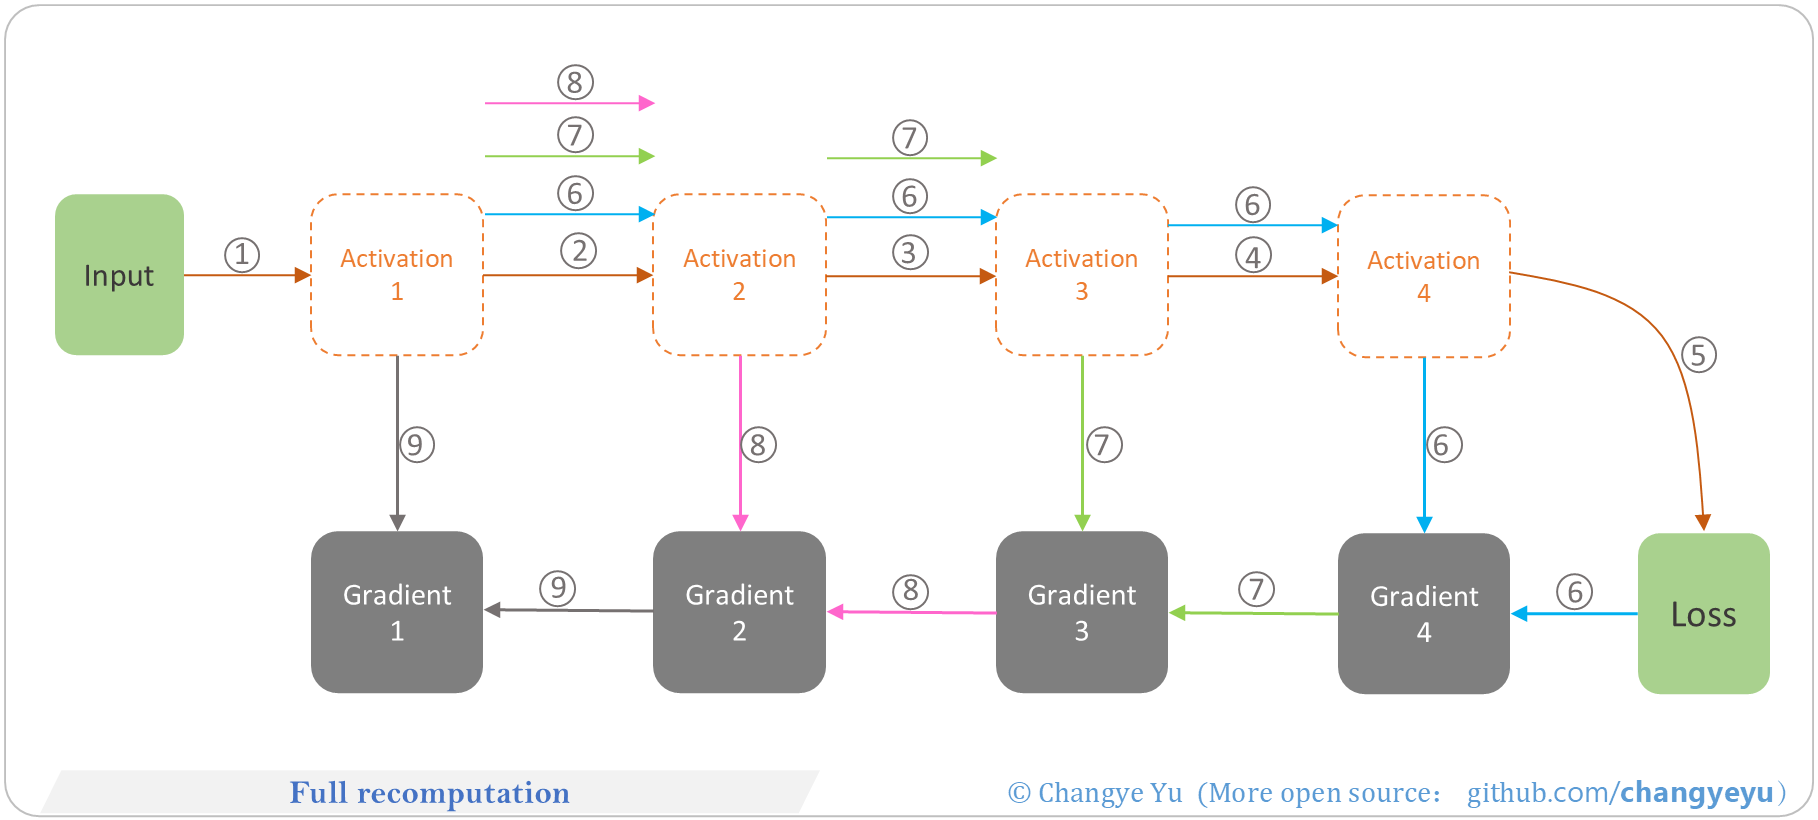 ⑧
⑦
⑦
⑥
⑥
⑥
①
②
③
④
Input
Activation
1
Activation
2
Activation
3
Activation
4
⑤
⑨
⑧
⑦
⑥
Gradient
1
⑨
Gradient
2
⑧
Gradient
3
⑦
Gradient
4
⑥
Loss
Full recomputation
© Changye Yu (More open source： github.com/changyeyu）